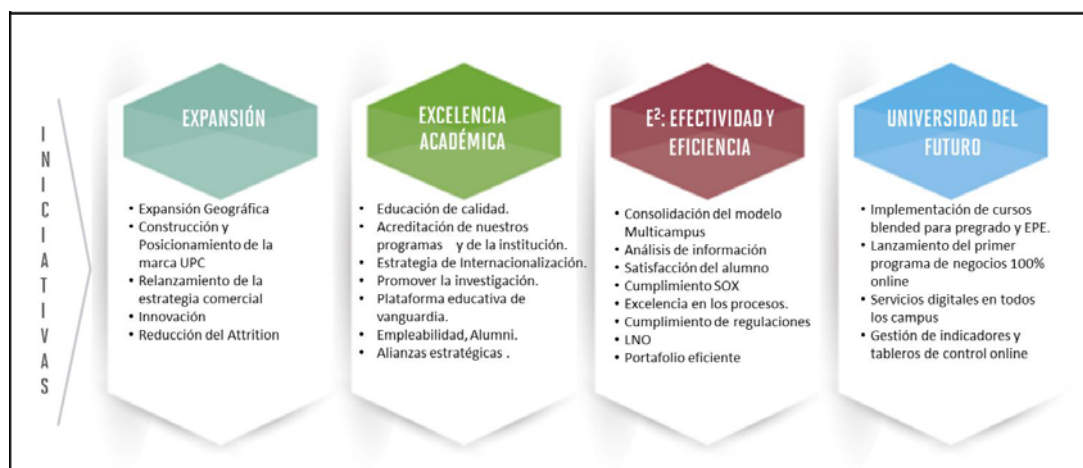 INICIATIVAS
EXPANSIÓN
• Expansión Geográfica
• Construcción y
Posicionamiento de la
marca UPC
• Relanzamiento de la
estrategia comercial
• Innovación
• Reducción del Attrition
EXCELENCIA
ACADÉMICA
• Educación de calidad.
• Acreditación de nuestros
programas y de la institución.
• Estrategia de Internacionalización.
• Promover la investigación.
• Plataforma educativa de
vanguardia.
• Empleabilidad, Alumni.
• Alianzas estratégicas .
E²: EFECTIVIDAD Y
EFICIENCIA
• Consolidación del modelo
Multicampus
• Análisis de información
• Satisfacción del alumno
• Cumplimiento SOX
• Excelencia en los procesos.
• Cumplimiento de regulaciones
• LNO
• Portafolio eficiente
UNIVERSIDAD DEL
FUTURO
• Implementación de cursos
blended para pregrado y EPE.
• Lanzamiento del primer
programa de negocios 100%
online
• Servicios digitales en todos
los campus
• Gestión de indicadores y
tableros de control online